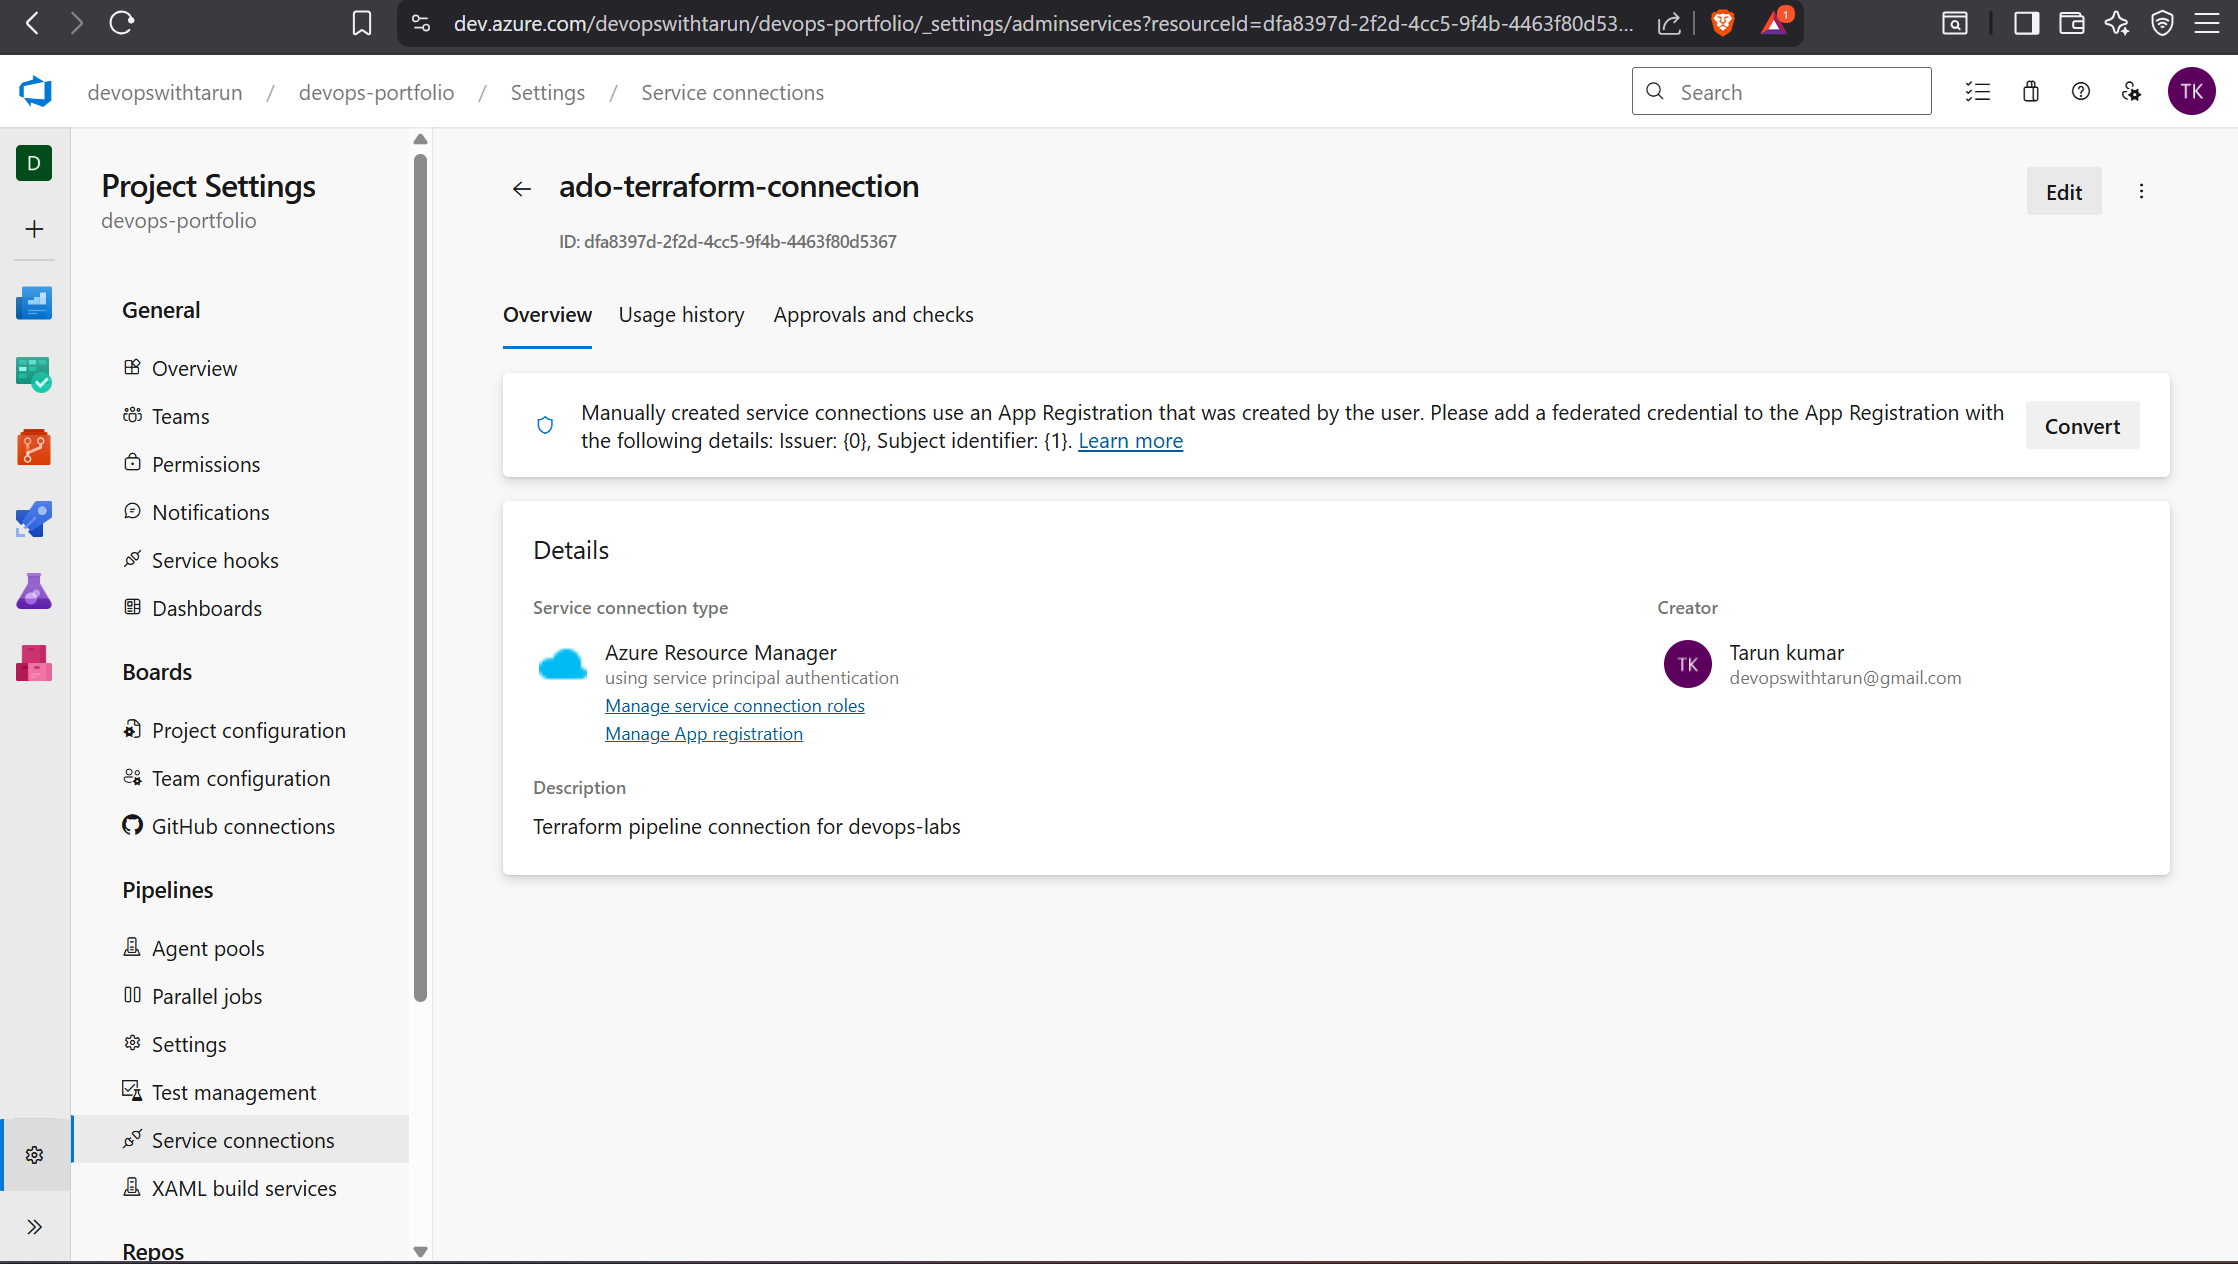 dev.azure.com/devopswithtarun/devops-portfolio/_settings/adminservices?resourceId=dfa8397d-2f2d-4cc5-9f4b-4463f80d53...
1
devopswithtarun / devops-portfolio / Settings / Service connections
Search
TK
D
Project Settings
devops-portfolio
General
Overview
Teams
Permissions
Notifications
Service hooks
Dashboards
Boards
Project configuration
Team configuration
GitHub connections
Pipelines
Agent pools
Parallel jobs
Settings
Test management
Service connections
XAML build services
Repos
ado-terraform-connection
Edit
ID: dfa8397d-2f2d-4cc5-9f4b-4463f80d5367
Overview Usage history Approvals and checks
Manually created service connections use an App Registration that was created by the user. Please add a federated credential to the App Registration with
the following details: Issuer: {0}, Subject identifier: {1}. Learn more
Convert
Details
Service connection type
Azure Resource Manager
using service principal authentication
Manage service connection roles
Manage App registration
Creator
TK
Tarun kumar
devopswithtarun@gmail.com
Description
Terraform pipeline connection for devops-labs